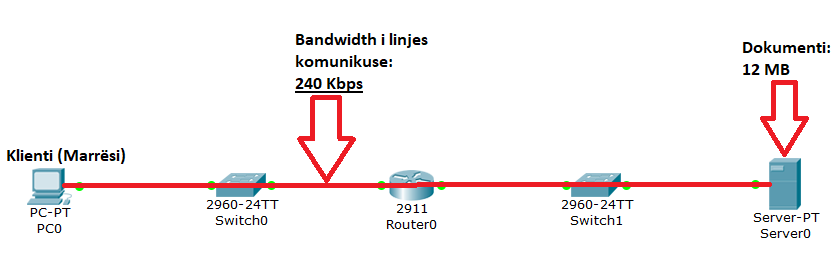 Bandwidth i linjes
komunikuse:
240 Kbps
Dokumenti:
12 MB
Klienti (Marrësi)
PC-PT
PC0
2960-24TT
Switch0
2911
Router0
2960-24TT
Switch1
Server-PT
Server0